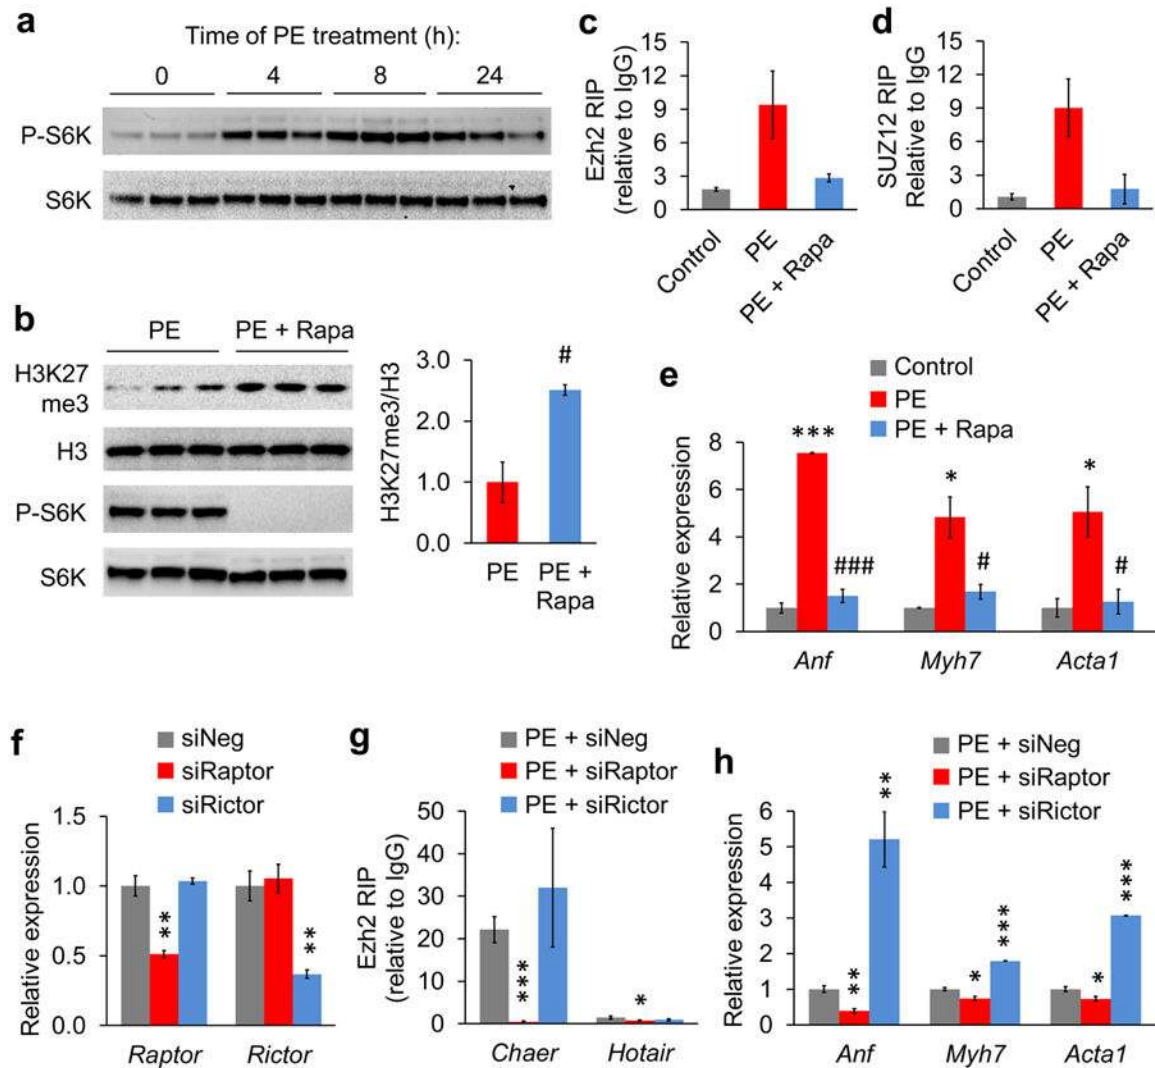 a
Time of PE treatment (h):
0 4 8 24
P-S6K
S6K
b
PE PE + Rapa
H3K27
me3
H3
P-S6K
S6K
H3K27me3/H3
3.0
2.0
1.0
0.0
#
PE
PE +
Rapa
c
Ezh2 RIP
(relative to IgG)
15
12
9
6
3
0
Control
PE
PE + Rapa
d
SUZ12 RIP
Relative to IgG
15
12
9
6
3
0
Control
PE
PE + Rapa
e
Control
PE
PE + Rapa
Relative expression
8
6
4
2
0
***
###
*
#
*
#
Anf Myh7 Acta1
f
siNeg
siRaptor
siRictor
Relative expression
1.5
1.0
0.5
0.0
**
**
Raptor Rictor
g
PE + siNeg
PE + siRaptor
PE + siRictor
Ezh2 RIP
(relative to IgG)
50
40
30
20
10
0
***
*
Chaer Hotair
h
PE + siNeg
PE + siRaptor
PE + siRictor
Relative expression
6
5
4
3
2
1
0
**
**
*
***
*
***
Anf Myh7 Acta1